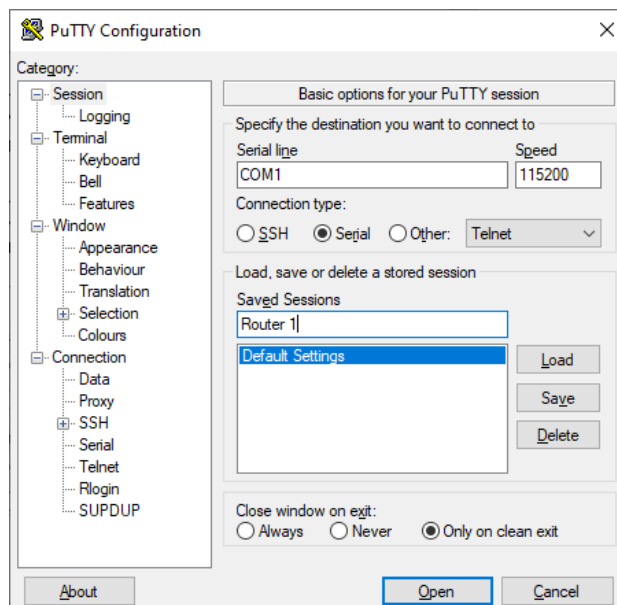 PuTTY Configuration
Category:
Session
Logging
Terminal
Keyboard
Bell
Features
Window
Appearance
Behaviour
Translation
Selection
Colours
Connection
Data
Proxy
SSH
Serial
Telnet
Rlogin
SUPDUP
Basic options for your PuTTY session
Specify the destination you want to connect to
Serial line Speed
COM1 115200
Connection type:
SSH Serial Other: Telnet
Load, save or delete a stored session
Saved Sessions
Router 1
Default Settings
Load
Save
Delete
Close window on exit:
Always Never Only on clean exit
About Open Cancel